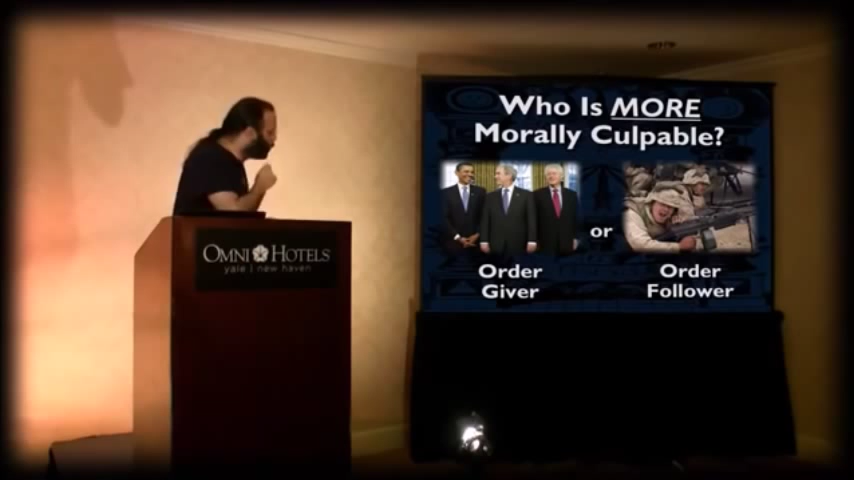 Who Is MORE
Morally Culpable?
or
Order
Giver
Order
Follower
OMNI HOTELS
yale | new haven